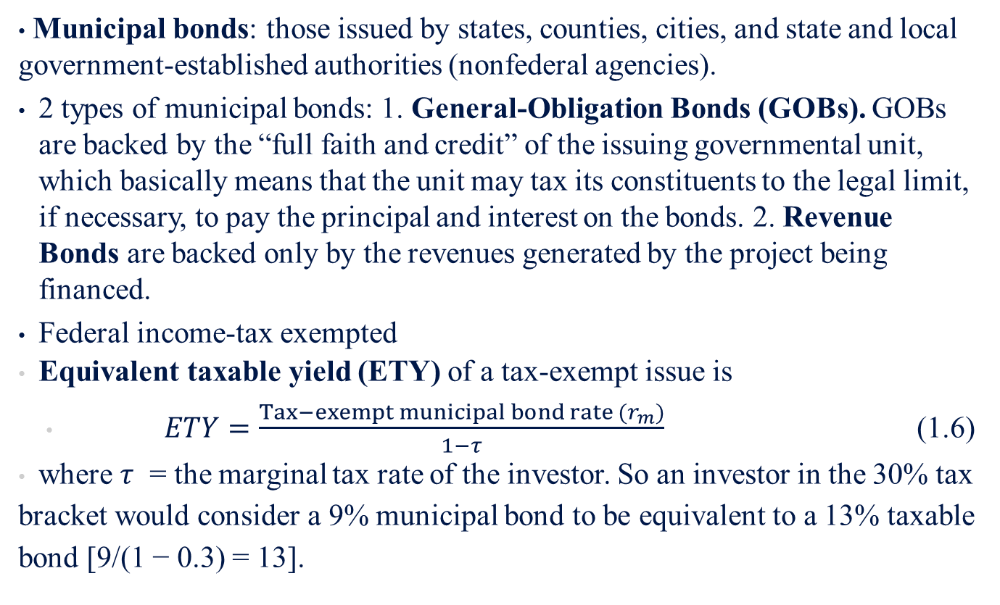 • Municipal bonds: those issued by states, counties, cities, and state and local
government-established authorities (nonfederal agencies).
• 2 types of municipal bonds: 1. General-Obligation Bonds (GOBs). GOBs
are backed by the “full faith and credit” of the issuing governmental unit,
which basically means that the unit may tax its constituents to the legal limit,
if necessary, to pay the principal and interest on the bonds. 2. Revenue
Bonds are backed only by the revenues generated by the project being
financed.
• Federal income-tax exempted
• Equivalent taxable yield (ETY) of a tax-exempt issue is
• ETY = Tax−exempt municipal bond rate (rₘ) / 1−τ (1.6)
• where τ = the marginal tax rate of the investor. So an investor in the 30% tax
bracket would consider a 9% municipal bond to be equivalent to a 13% taxable
bond [9/(1 − 0.3) = 13].